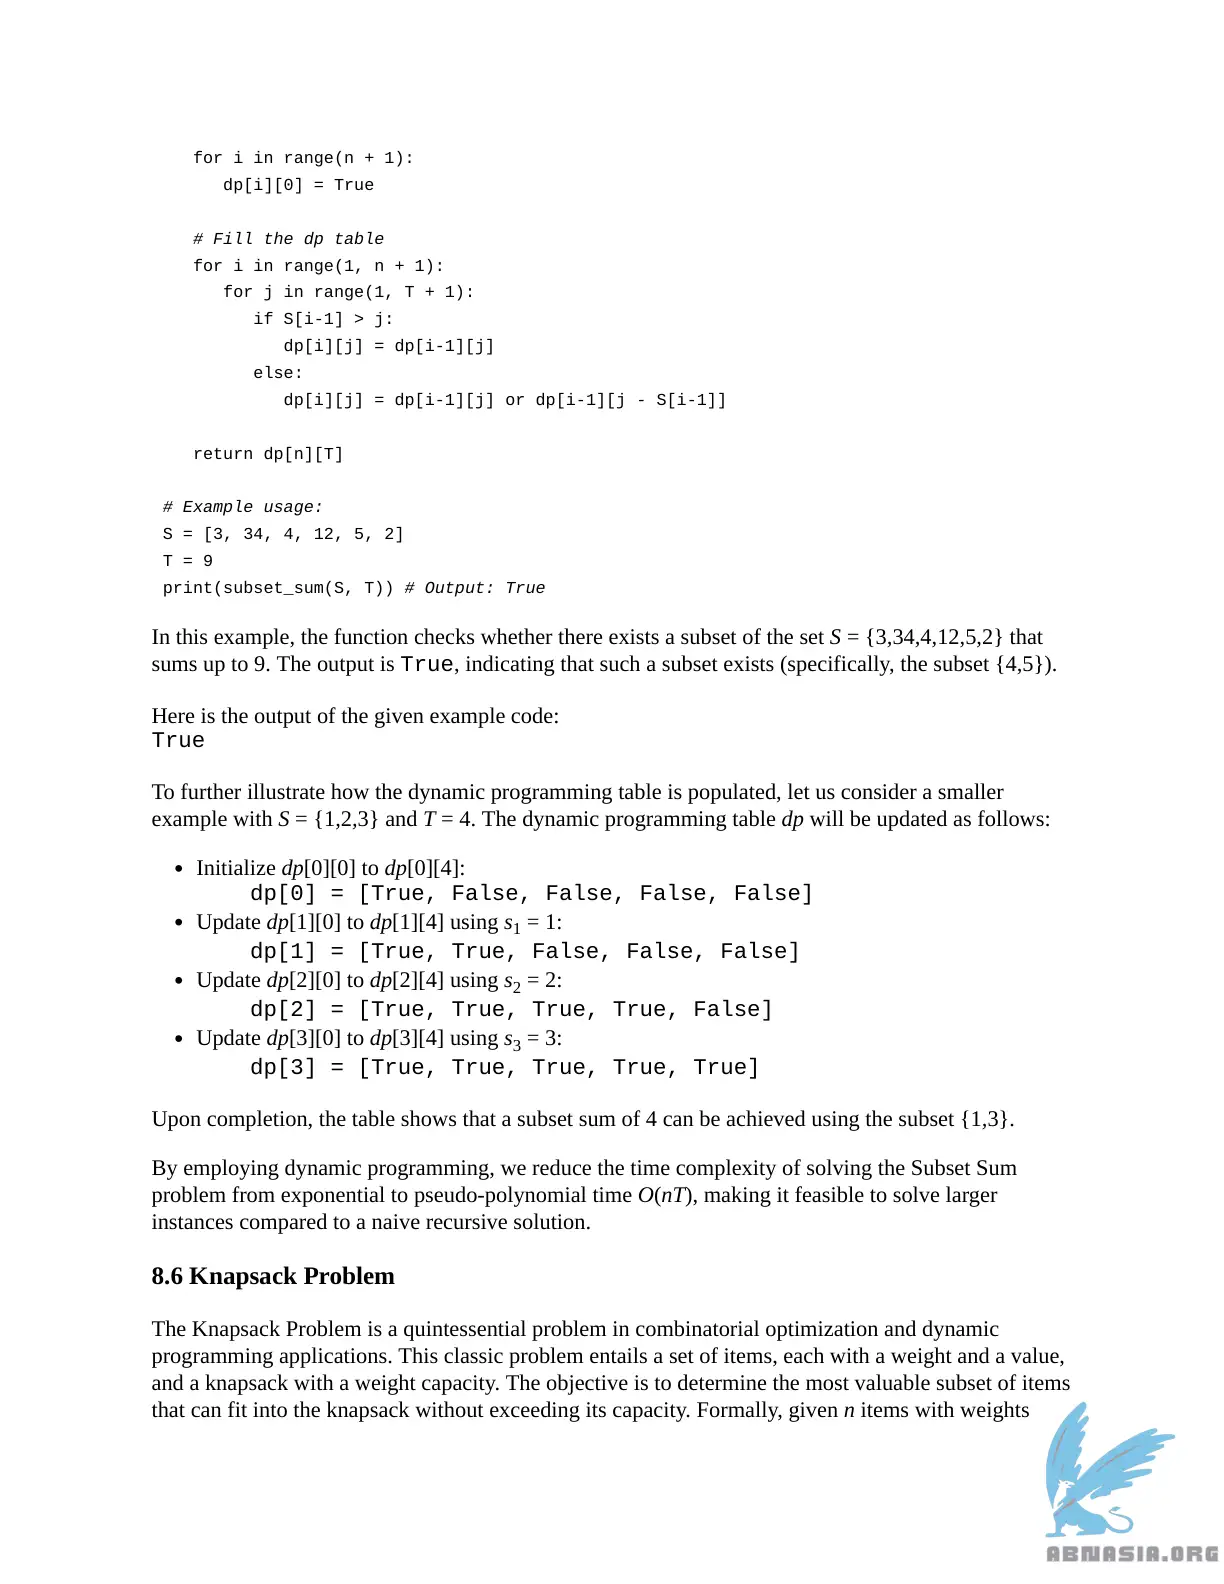 for i in range(n + 1):
dp[i][0] = True
# Fill the dp table
for i in range(1, n + 1):
for j in range(1, T + 1):
if S[i-1] > j:
dp[i][j] = dp[i-1][j]
else:
dp[i][j] = dp[i-1][j] or dp[i-1][j - S[i-1]]
return dp[n][T]
# Example usage:
S = [3, 34, 4, 12, 5, 2]
T = 9
print(subset_sum(S, T)) # Output: True
In this example, the function checks whether there exists a subset of the set S = {3,34,4,12,5,2} that
sums up to 9. The output is True, indicating that such a subset exists (specifically, the subset {4,5}).
Here is the output of the given example code:
True
To further illustrate how the dynamic programming table is populated, let us consider a smaller
example with S = {1,2,3} and T = 4. The dynamic programming table dp will be updated as follows:
• Initialize dp[0][0] to dp[0][4]:
dp[0] = [True, False, False, False, False]
• Update dp[1][0] to dp[1][4] using s1 = 1:
dp[1] = [True, True, False, False, False]
• Update dp[2][0] to dp[2][4] using s2 = 2:
dp[2] = [True, True, True, True, False]
• Update dp[3][0] to dp[3][4] using s3 = 3:
dp[3] = [True, True, True, True, True]
Upon completion, the table shows that a subset sum of 4 can be achieved using the subset {1,3}.
By employing dynamic programming, we reduce the time complexity of solving the Subset Sum
problem from exponential to pseudo-polynomial time O(nT), making it feasible to solve larger
instances compared to a naive recursive solution.
8.6 Knapsack Problem
The Knapsack Problem is a quintessential problem in combinatorial optimization and dynamic
programming applications. This classic problem entails a set of items, each with a weight and a value,
and a knapsack with a weight capacity. The objective is to determine the most valuable subset of items
that can fit into the knapsack without exceeding its capacity. Formally, given n items with weights
ABNASIA.ORG